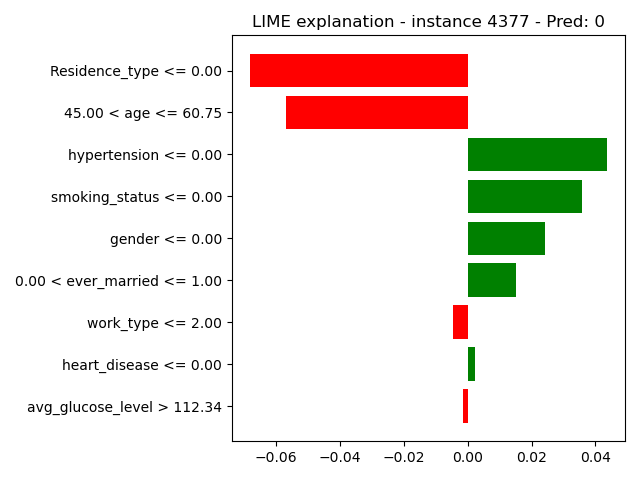 LIME explanation - instance 4377 - Pred: 0
Residence_type <= 0.00
45.00 < age <= 60.75
hypertension <= 0.00
smoking_status <= 0.00
gender <= 0.00
0.00 < ever_married <= 1.00
work_type <= 2.00
heart_disease <= 0.00
avg_glucose_level > 112.34
−0.06 −0.04 −0.02 0.00 0.02 0.04